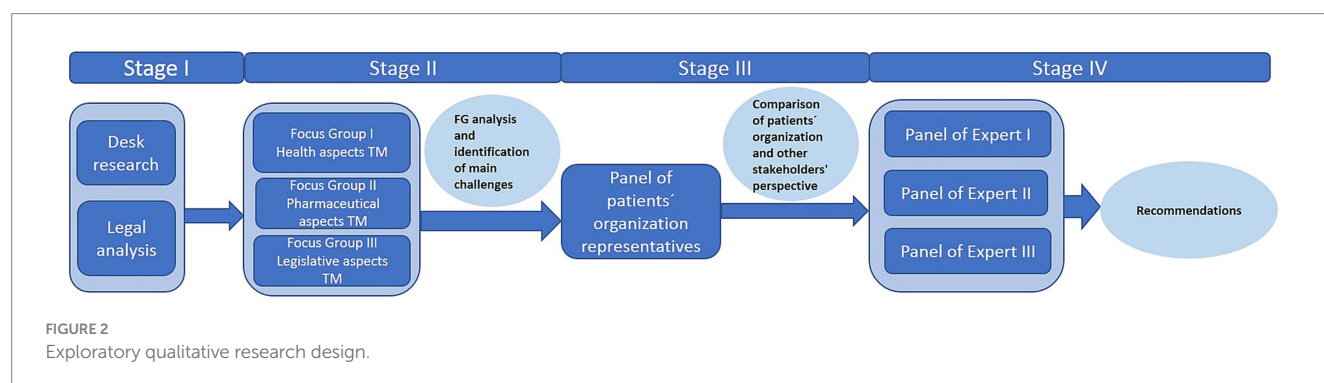 Stage I
Stage II
Stage III
Stage IV
Desk
research
Legal
analysis
Focus Group I
Health aspects TM
Focus Group II
Pharmaceutical
aspects TM
Focus Group III
Legislative aspects
TM
FG analysis
and
identification
of main
challenges
Panel of
patients´
organization
representatives
Comparison
of patients´
organization
and other
stakeholders'
perspective
Panel of Expert I
Panel of Expert II
Panel of Expert III
Recommendations
FIGURE 2
Exploratory qualitative research design.